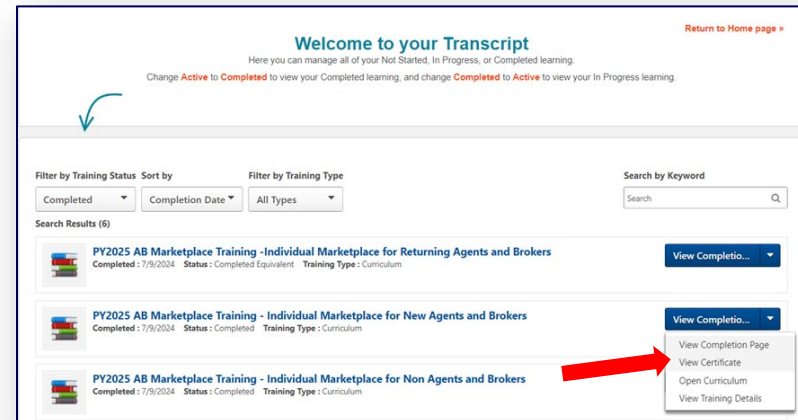 Return to Home page »
Welcome to your Transcript
Here you can manage all of your Not Started, In Progress, or Completed learning.
Change Active to Completed to view your Completed learning, and change Completed to Active to view your In Progress learning.
Filter by Training Status Sort by Filter by Training Type Search by Keyword
Completed Completion Date All Types Search
Search Results (6)
PY2025 AB Marketplace Training -Individual Marketplace for Returning Agents and Brokers
Completed : 7/9/2024 Status : Completed Equivalent Training Type : Curriculum
View Completio...
PY2025 AB Marketplace Training - Individual Marketplace for New Agents and Brokers
Completed : 7/9/2024 Status : Completed Training Type : Curriculum
View Completio...
View Completion Page
View Certificate
Open Curriculum
View Training Details
PY2025 AB Marketplace Training - Individual Marketplace for Non Agents and Brokers
Completed : 7/9/2024 Status : Completed Training Type : Curriculum